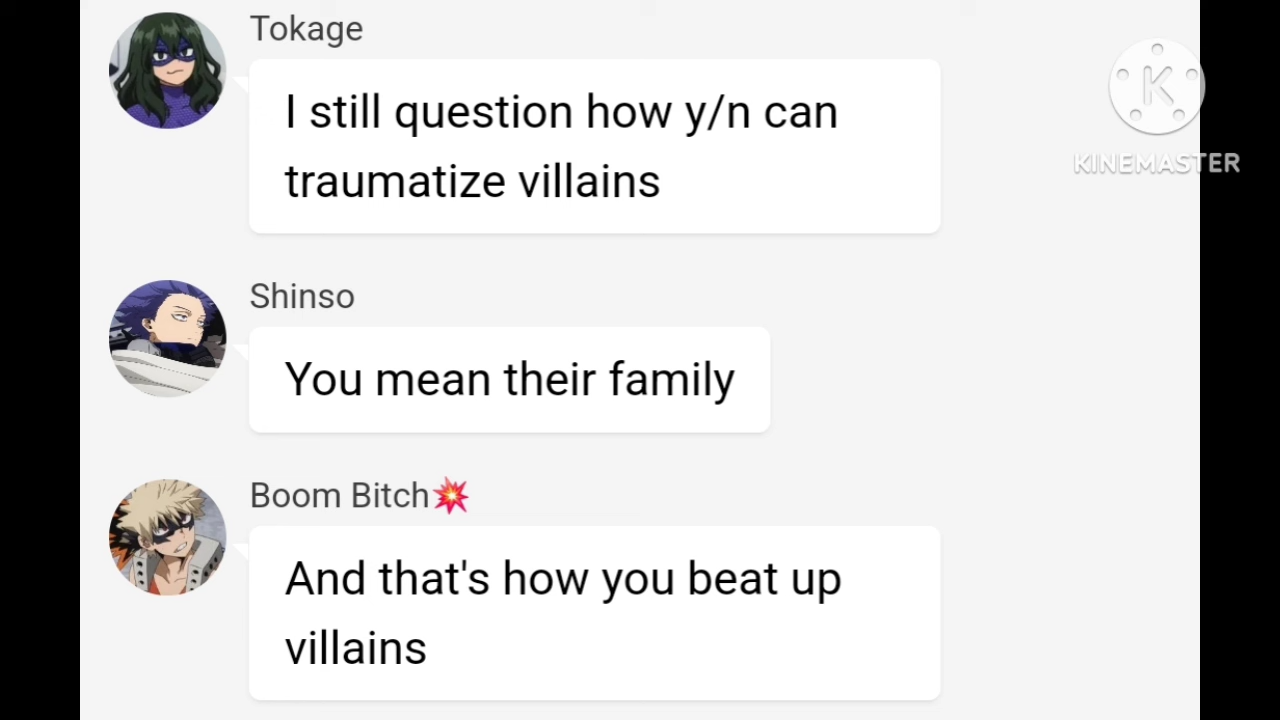 Tokage
I still question how y/n can
traumatize villains
K
KINEMASTER
Shinso
You mean their family
Boom Bitch💥
And that's how you beat up
villains